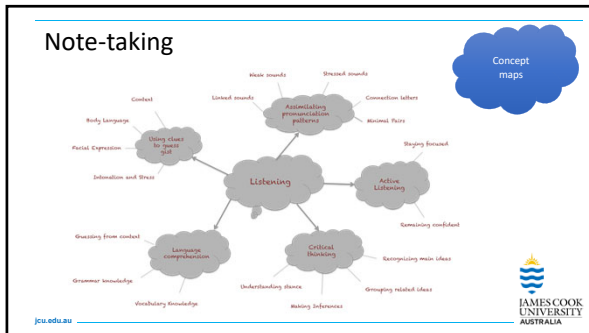 Note-taking
Concept
maps
Weak sounds
Stressed sounds
Linked sounds
Connection letters
Minimal Pairs
Assimilating
pronunciation
patterns
Context
Body Language
Facial Expression
Intonation and Stress
Using clues
to guess
gist
Listening
Staying focused
Active
Listening
Remaining confident
Guessing from context
Grammar knowledge
Vocabulary Knowledge
Language
comprehension
Critical
thinking
Recognizing main ideas
Grouping related ideas
Making Inferences
Understanding stance
jcu.edu.au
JAMES COOK
UNIVERSITY
AUSTRALIA